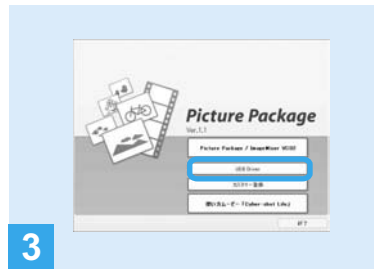 Picture Package
Ver.1.1
Picture Package / ImageMixer VCD2
USB Driver
カスタマー登録
使いこムービー「Cyber-shot Life」
終了
3